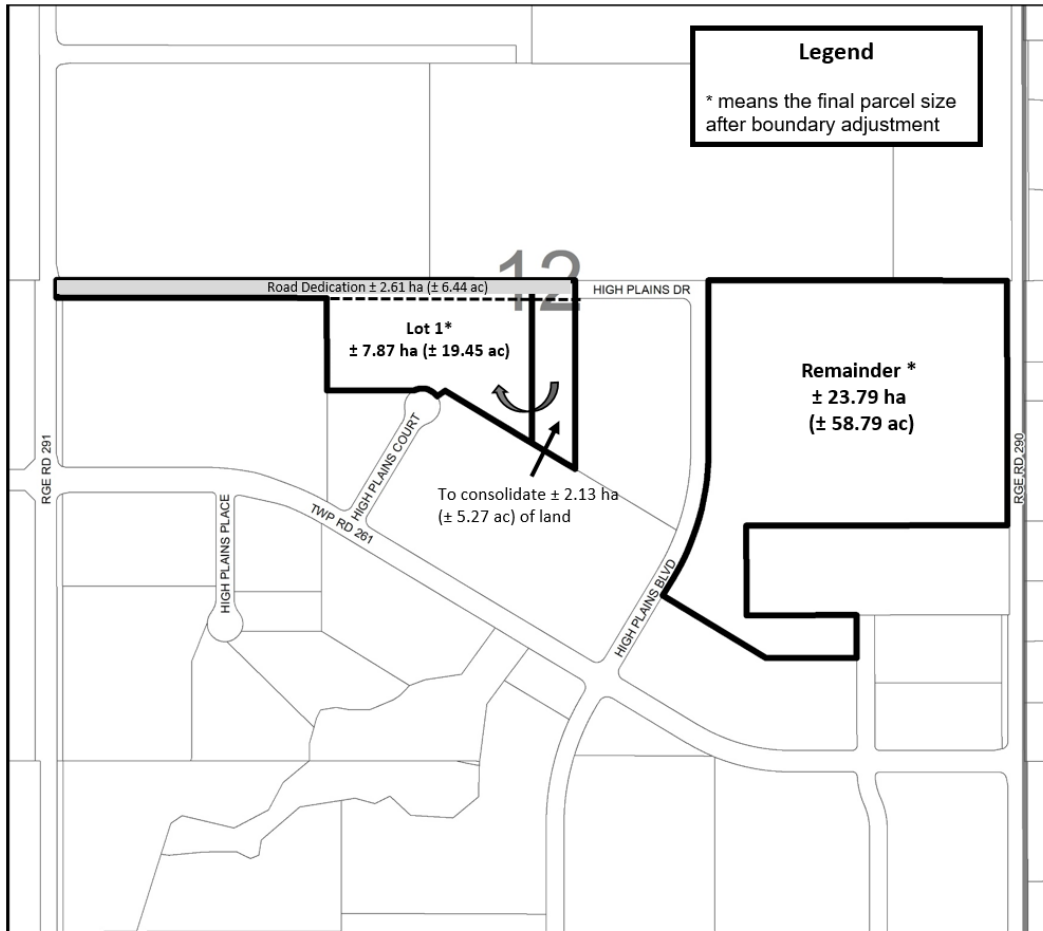 Legend
* means the final parcel size
after boundary adjustment
12
Road Dedication ± 2.61 ha (± 6.44 ac)
HIGH PLAINS DR
Lot 1*
± 7.87 ha (± 19.45 ac)
Remainder *
± 23.79 ha
(± 58.79 ac)
RGE RD 291
RGE RD 290
HIGH PLAINS COURT
To consolidate ± 2.13 ha
(± 5.27 ac) of land
TWP RD 261
HIGH PLAINS PLACE
HIGH PLAINS BLVD